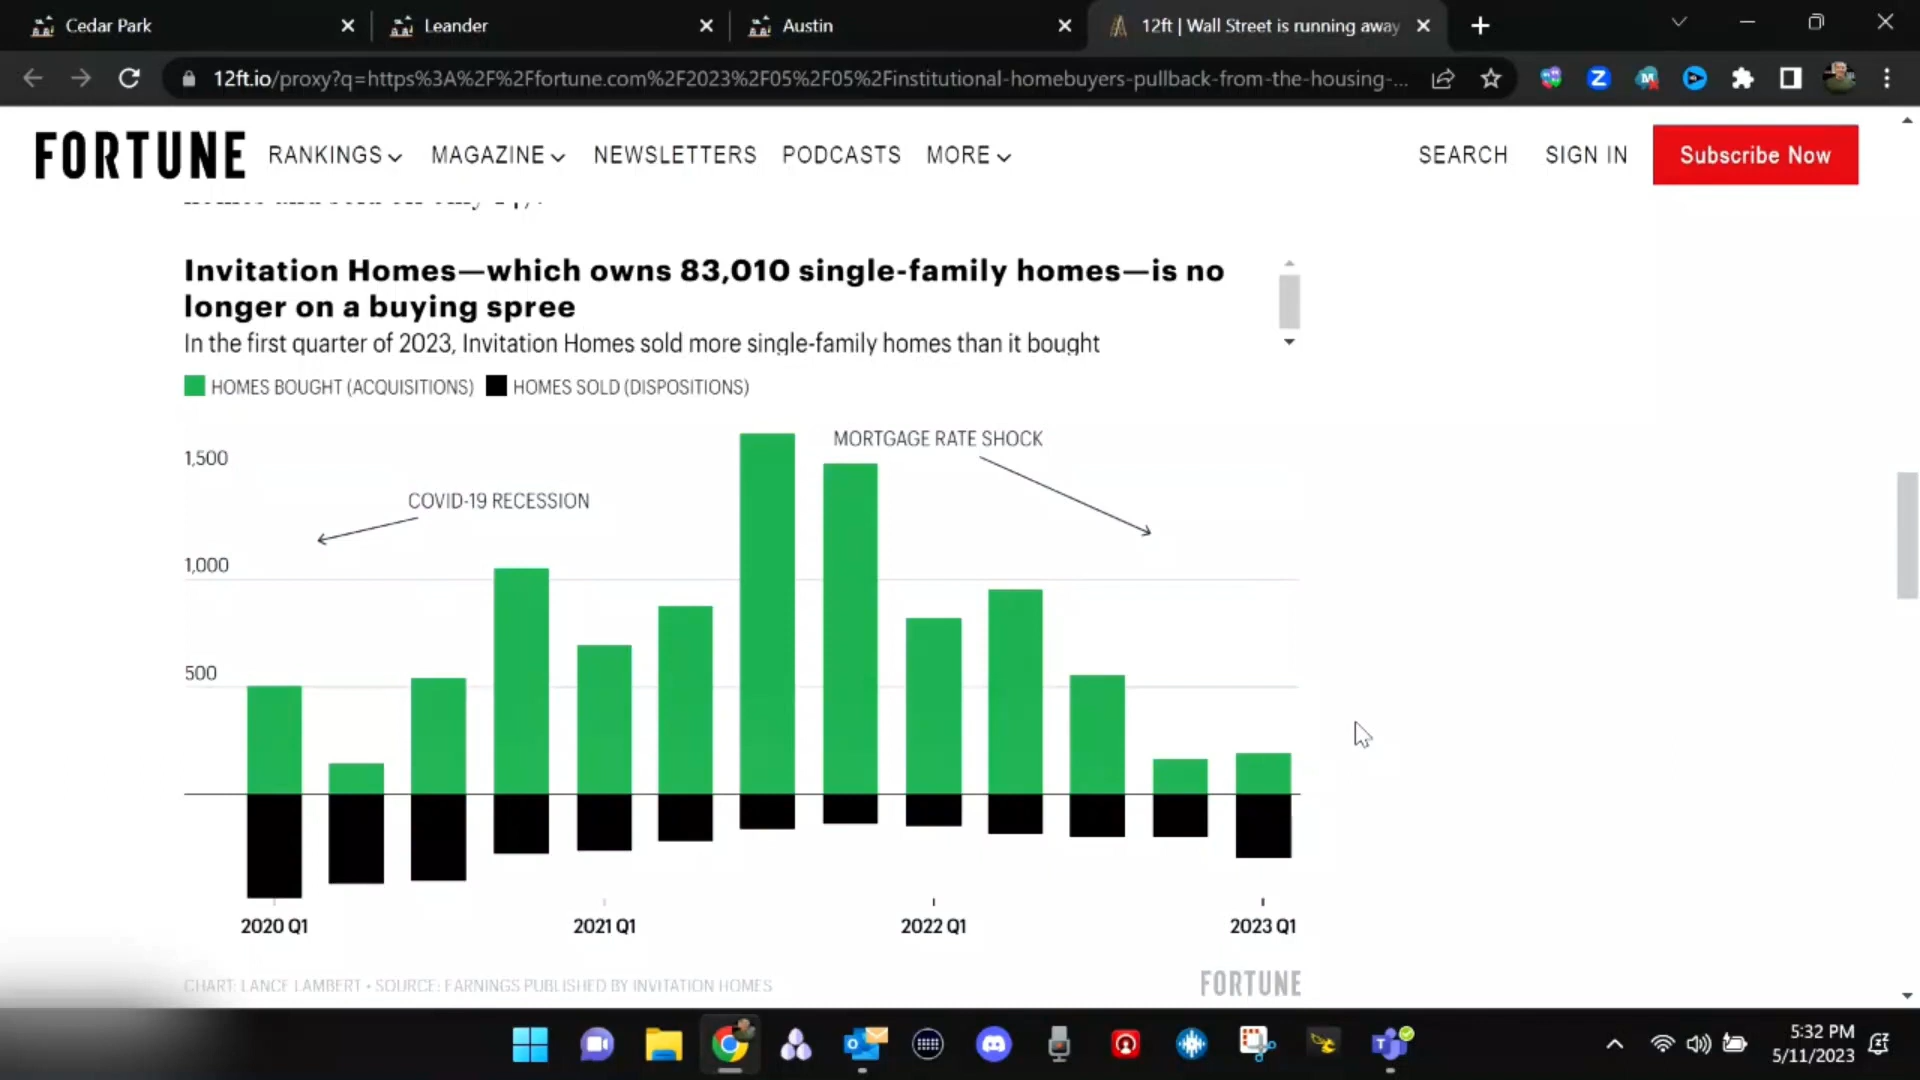 Cedar Park
Leander
Austin
12ft | Wall Street is running away
12ft.io/proxy?q=https%3A%2F%2Ffortune.com%2F2023%2F05%2F05%2Finstitutional-homebuyers-pullback-from-the-housing-...
FORTUNE RANKINGS MAGAZINE NEWSLETTERS PODCASTS MORE SEARCH SIGN IN Subscribe Now
Invitation Homes—which owns 83,010 single-family homes—is no
longer on a buying spree
In the first quarter of 2023, Invitation Homes sold more single-family homes than it bought
HOMES BOUGHT (ACQUISITIONS) HOMES SOLD (DISPOSITIONS)
MORTGAGE RATE SHOCK
1,500
COVID-19 RECESSION
1,000
500
2020 Q1 2021 Q1 2022 Q1 2023 Q1
CHART: LANCE LAMBERT • SOURCE: EARNINGS PUBLISHED BY INVITATION HOMES
FORTUNE
5:32 PM
5/11/2023